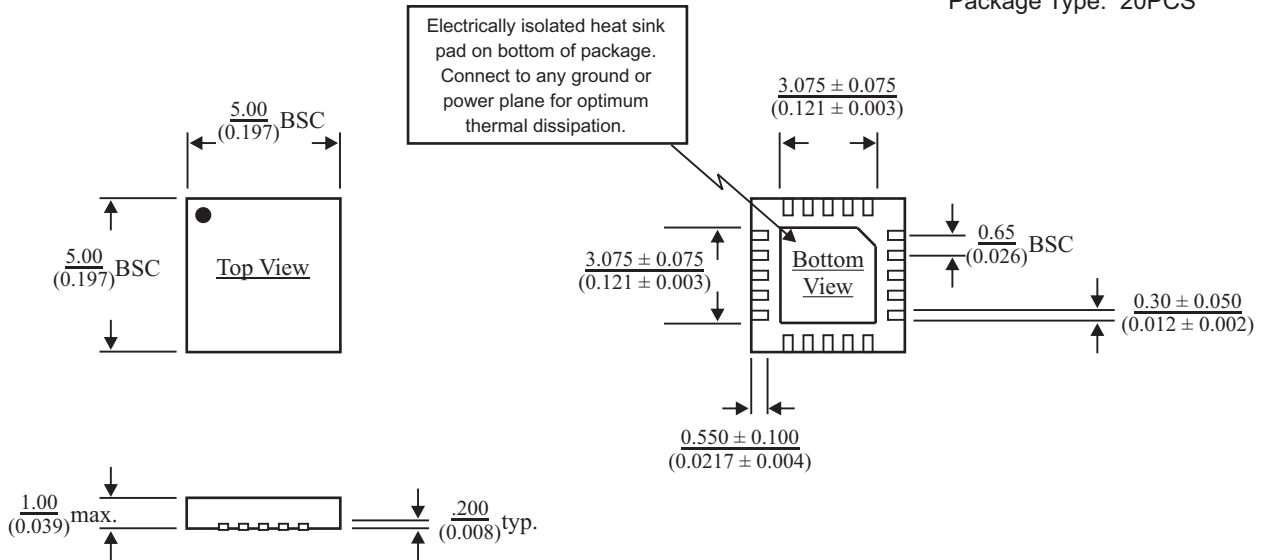 Package Type: 20PCS
Electrically isolated heat sink
pad on bottom of package.
Connect to any ground or
power plane for optimum
thermal dissipation.
5.00
(0.197) BSC
3.075 ± 0.075
(0.121 ± 0.003)
5.00
(0.197) BSC
Top View
3.075 ± 0.075
(0.121 ± 0.003)
Bottom
View
0.65
(0.026) BSC
0.30 ± 0.050
(0.012 ± 0.002)
0.550 ± 0.100
(0.0217 ± 0.004)
1.00
(0.039) max.
.200
(0.008) typ.